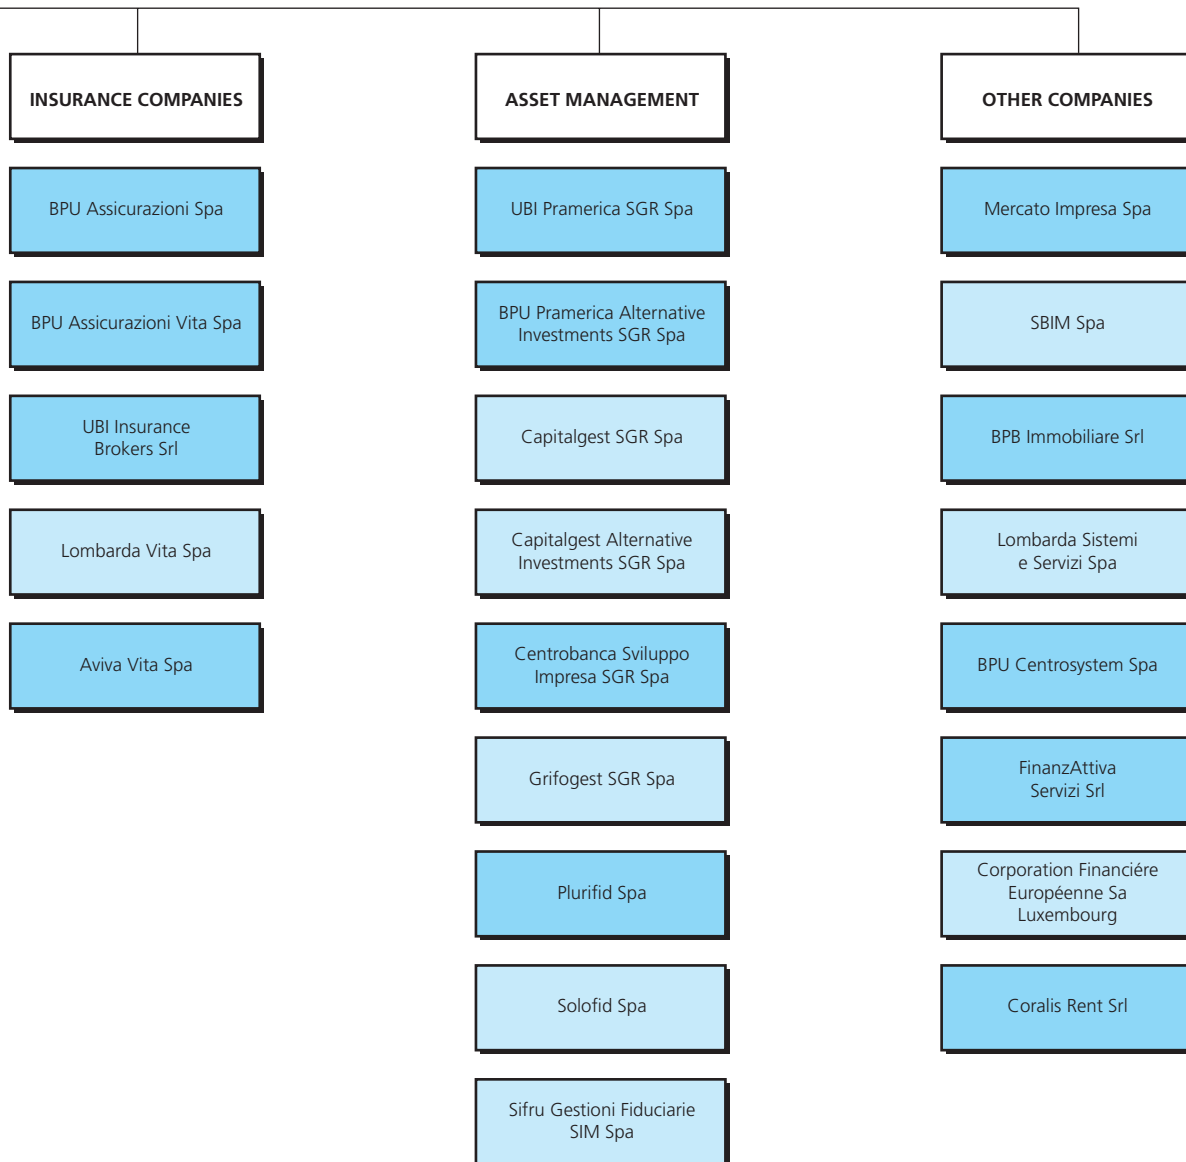 INSURANCE COMPANIES
BPU Assicurazioni Spa
BPU Assicurazioni Vita Spa
UBI Insurance
Brokers Srl
Lombarda Vita Spa
Aviva Vita Spa
ASSET MANAGEMENT
UBI Pramerica SGR Spa
BPU Pramerica Alternative
Investments SGR Spa
Capitalgest SGR Spa
Capitalgest Alternative
Investments SGR Spa
Centrobanca Sviluppo
Impresa SGR Spa
Grifogest SGR Spa
Plurifid Spa
Solofid Spa
Sifru Gestioni Fiduciarie
SIM Spa
OTHER COMPANIES
Mercato Impresa Spa
SBIM Spa
BPB Immobiliare Srl
Lombarda Sistemi
e Servizi Spa
BPU Centrosystem Spa
FinanzAttiva
Servizi Srl
Corporation Financiére
Européenne Sa
Luxembourg
Coralis Rent Srl